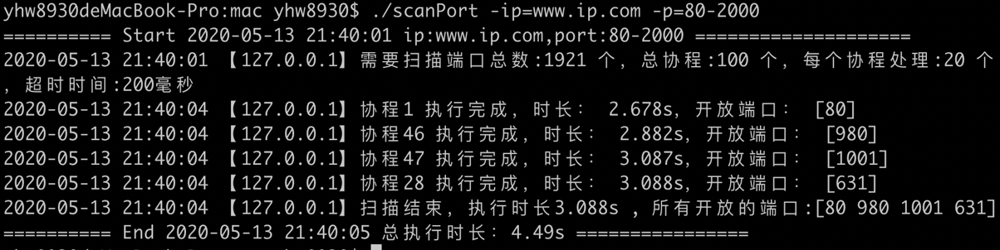 yhw8930deMacBook-Pro:mac yhw8930$ ./scanPort -ip=www.ip.com -p=80-2000
========== Start 2020-05-13 21:40:01 ip:www.ip.com,port:80-2000 ====================
2020-05-13 21:40:01 【127.0.0.1】需要扫描端口总数:1921 个，总协程:100 个，每个协程处理:20 个
，超时时间:200毫秒
2020-05-13 21:40:04 【127.0.0.1】协程1 执行完成，时长： 2.678s，开放端口： [80]
2020-05-13 21:40:04 【127.0.0.1】协程46 执行完成，时长： 2.882s，开放端口： [980]
2020-05-13 21:40:04 【127.0.0.1】协程47 执行完成，时长： 3.087s，开放端口： [1001]
2020-05-13 21:40:04 【127.0.0.1】协程28 执行完成，时长： 3.088s，开放端口： [631]
2020-05-13 21:40:04 【127.0.0.1】扫描结束，执行时长3.088s , 所有开放的端口:[80 980 1001 631]
========== End 2020-05-13 21:40:05 总执行时长：4.49s ================